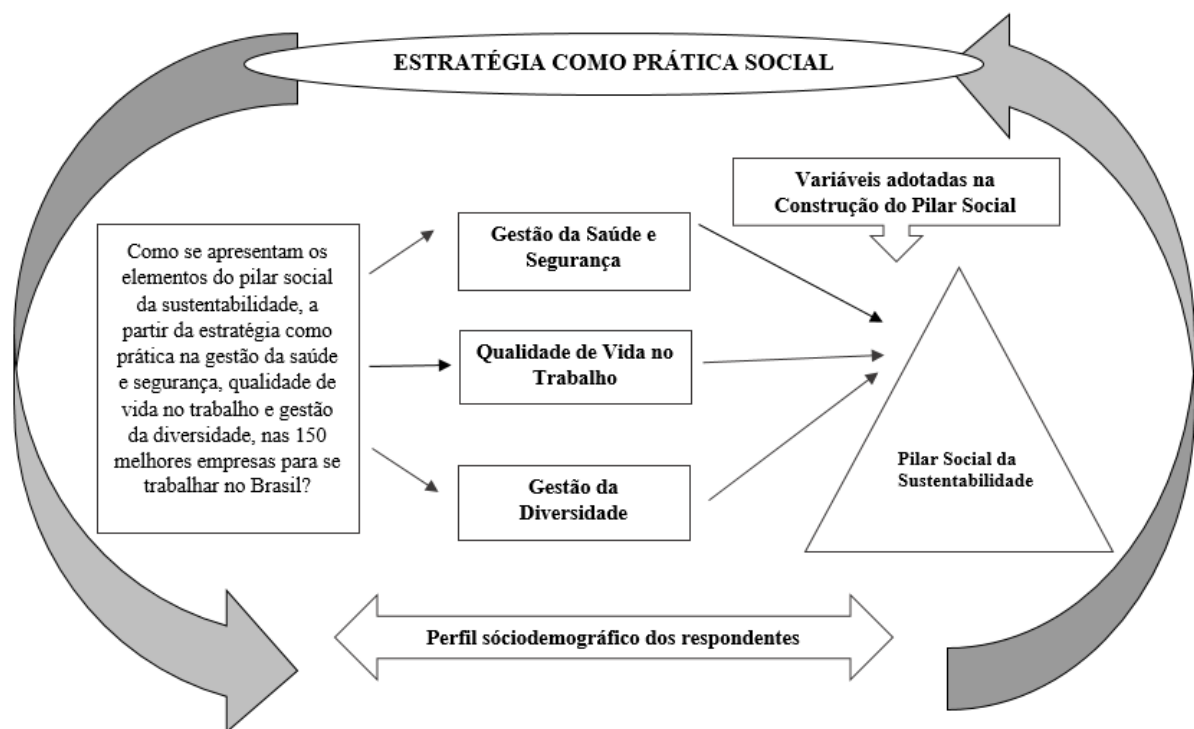 ESTRATÉGIA COMO PRÁTICA SOCIAL
Variáveis adotadas na
Construção do Pilar Social
Como se apresentam os
elementos do pilar social
da sustentabilidade, a
partir da estratégia como
prática na gestão da saúde
e segurança, qualidade de
vida no trabalho e gestão
da diversidade, nas 150
melhores empresas para se
trabalhar no Brasil?
Gestão da Saúde e
Segurança
Qualidade de Vida no
Trabalho
Gestão da
Diversidade
Pilar Social da
Sustentabilidade
Perfil sóciodemográfico dos respondentes